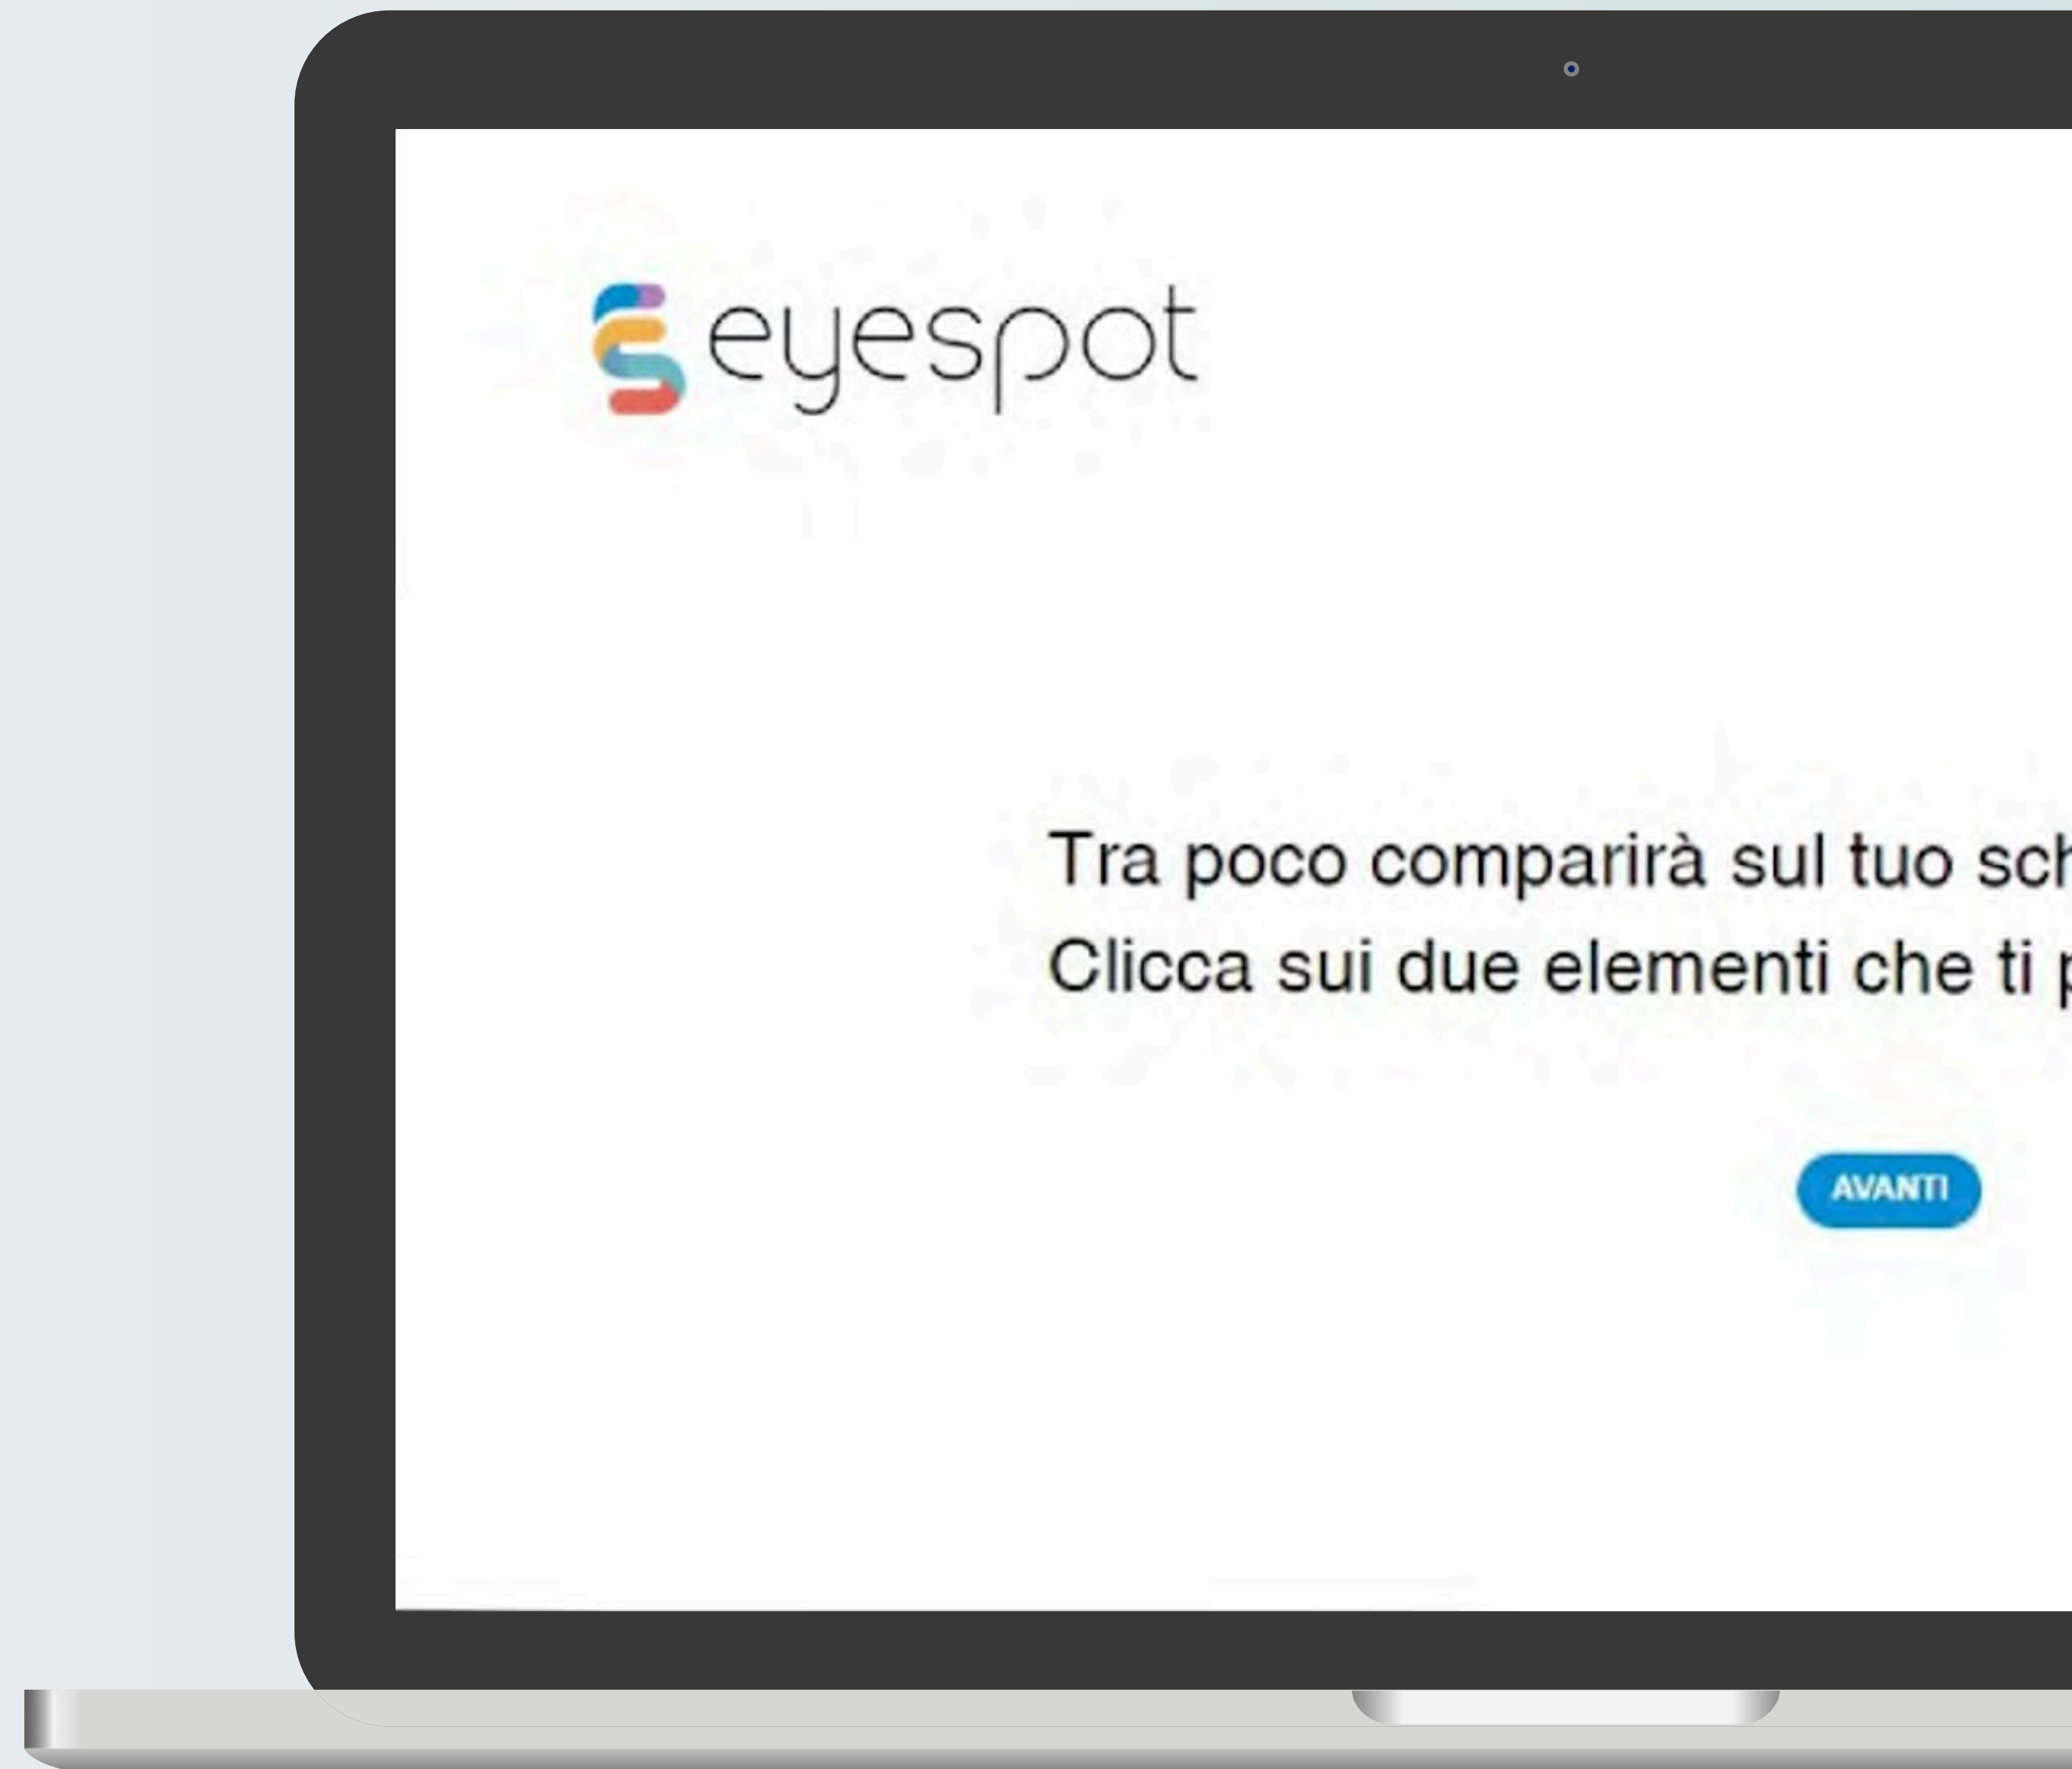 eyespot
Tra poco comparirà sul tuo
Clicca sui due elementi che ti
AVANTI